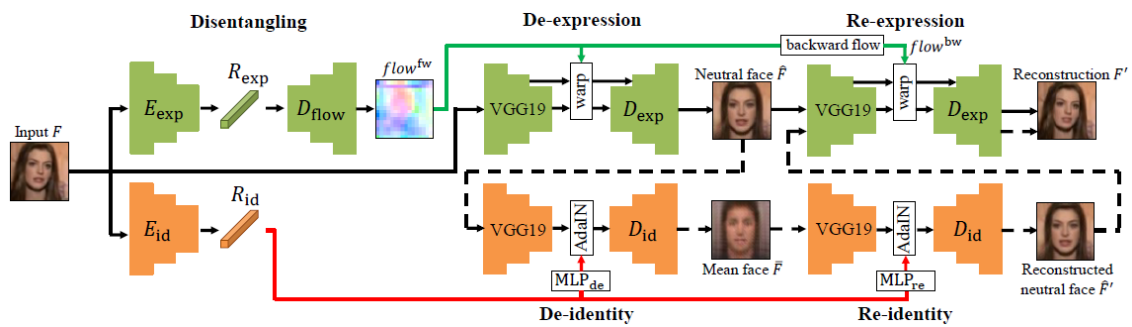 Disentangling
De-expression
Re-expression
backward flow
flow^bw
flow^fw
R_exp
E_exp
D_flow
VGG19
warp
D_exp
Neutral face F̂
VGG19
warp
D_exp
Reconstruction F′
Input F
R_id
E_id
VGG19
AdaIN
D_id
Mean face F̄
VGG19
AdaIN
D_id
Reconstructed
neutral face F̂′
MLP_de
MLP_re
De-identity
Re-identity